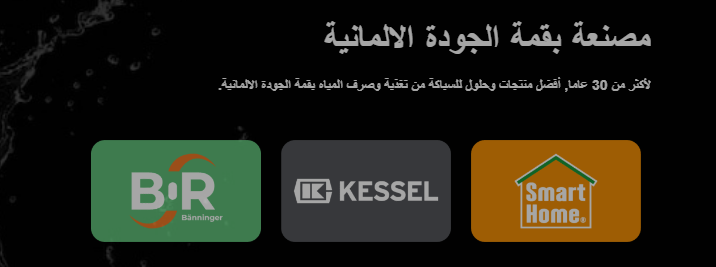 مصنعة بقمة الجودة الالمانية
لأكثر من 30 عاما, أفضل منتجات وحلول للسباكة من تغذية وصرف المياه بقمة الجودة الالمانية.
B R
Bänninger
KESSEL
Smart
Home®